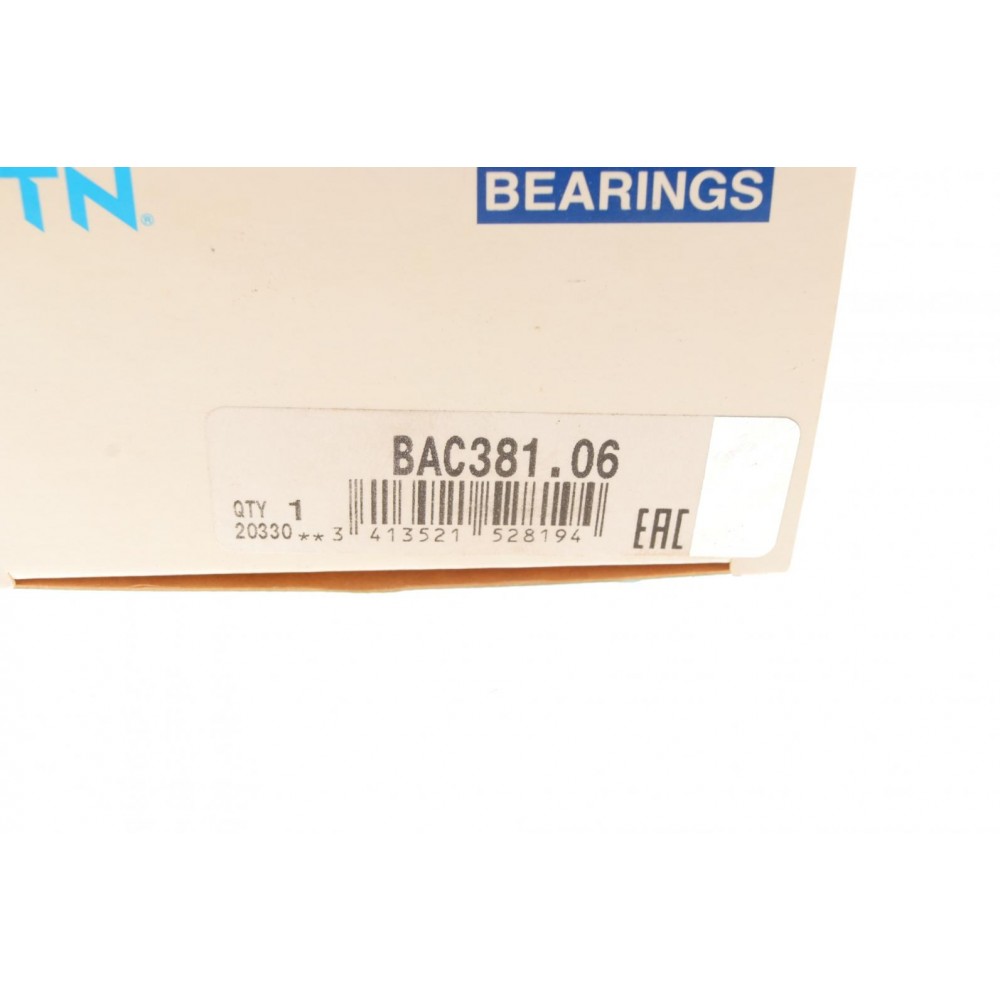 TN®
BEARINGS
BAC381.06
QTY 1
20330 ** 3 413521 528194
EAC